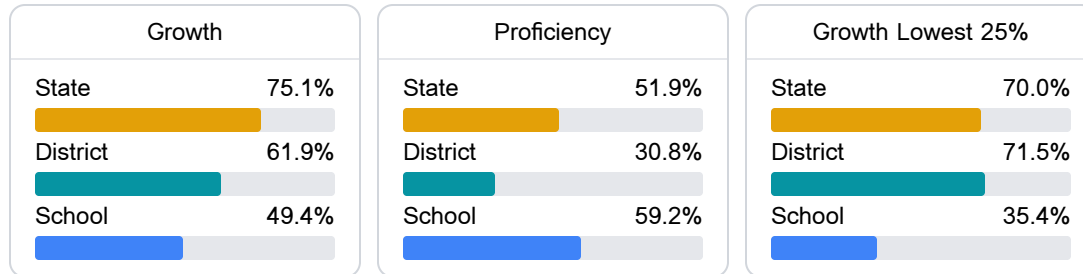 Growth
State 75.1%
District 61.9%
School 49.4%
Proficiency
State 51.9%
District 30.8%
School 59.2%
Growth Lowest 25%
State 70.0%
District 71.5%
School 35.4%